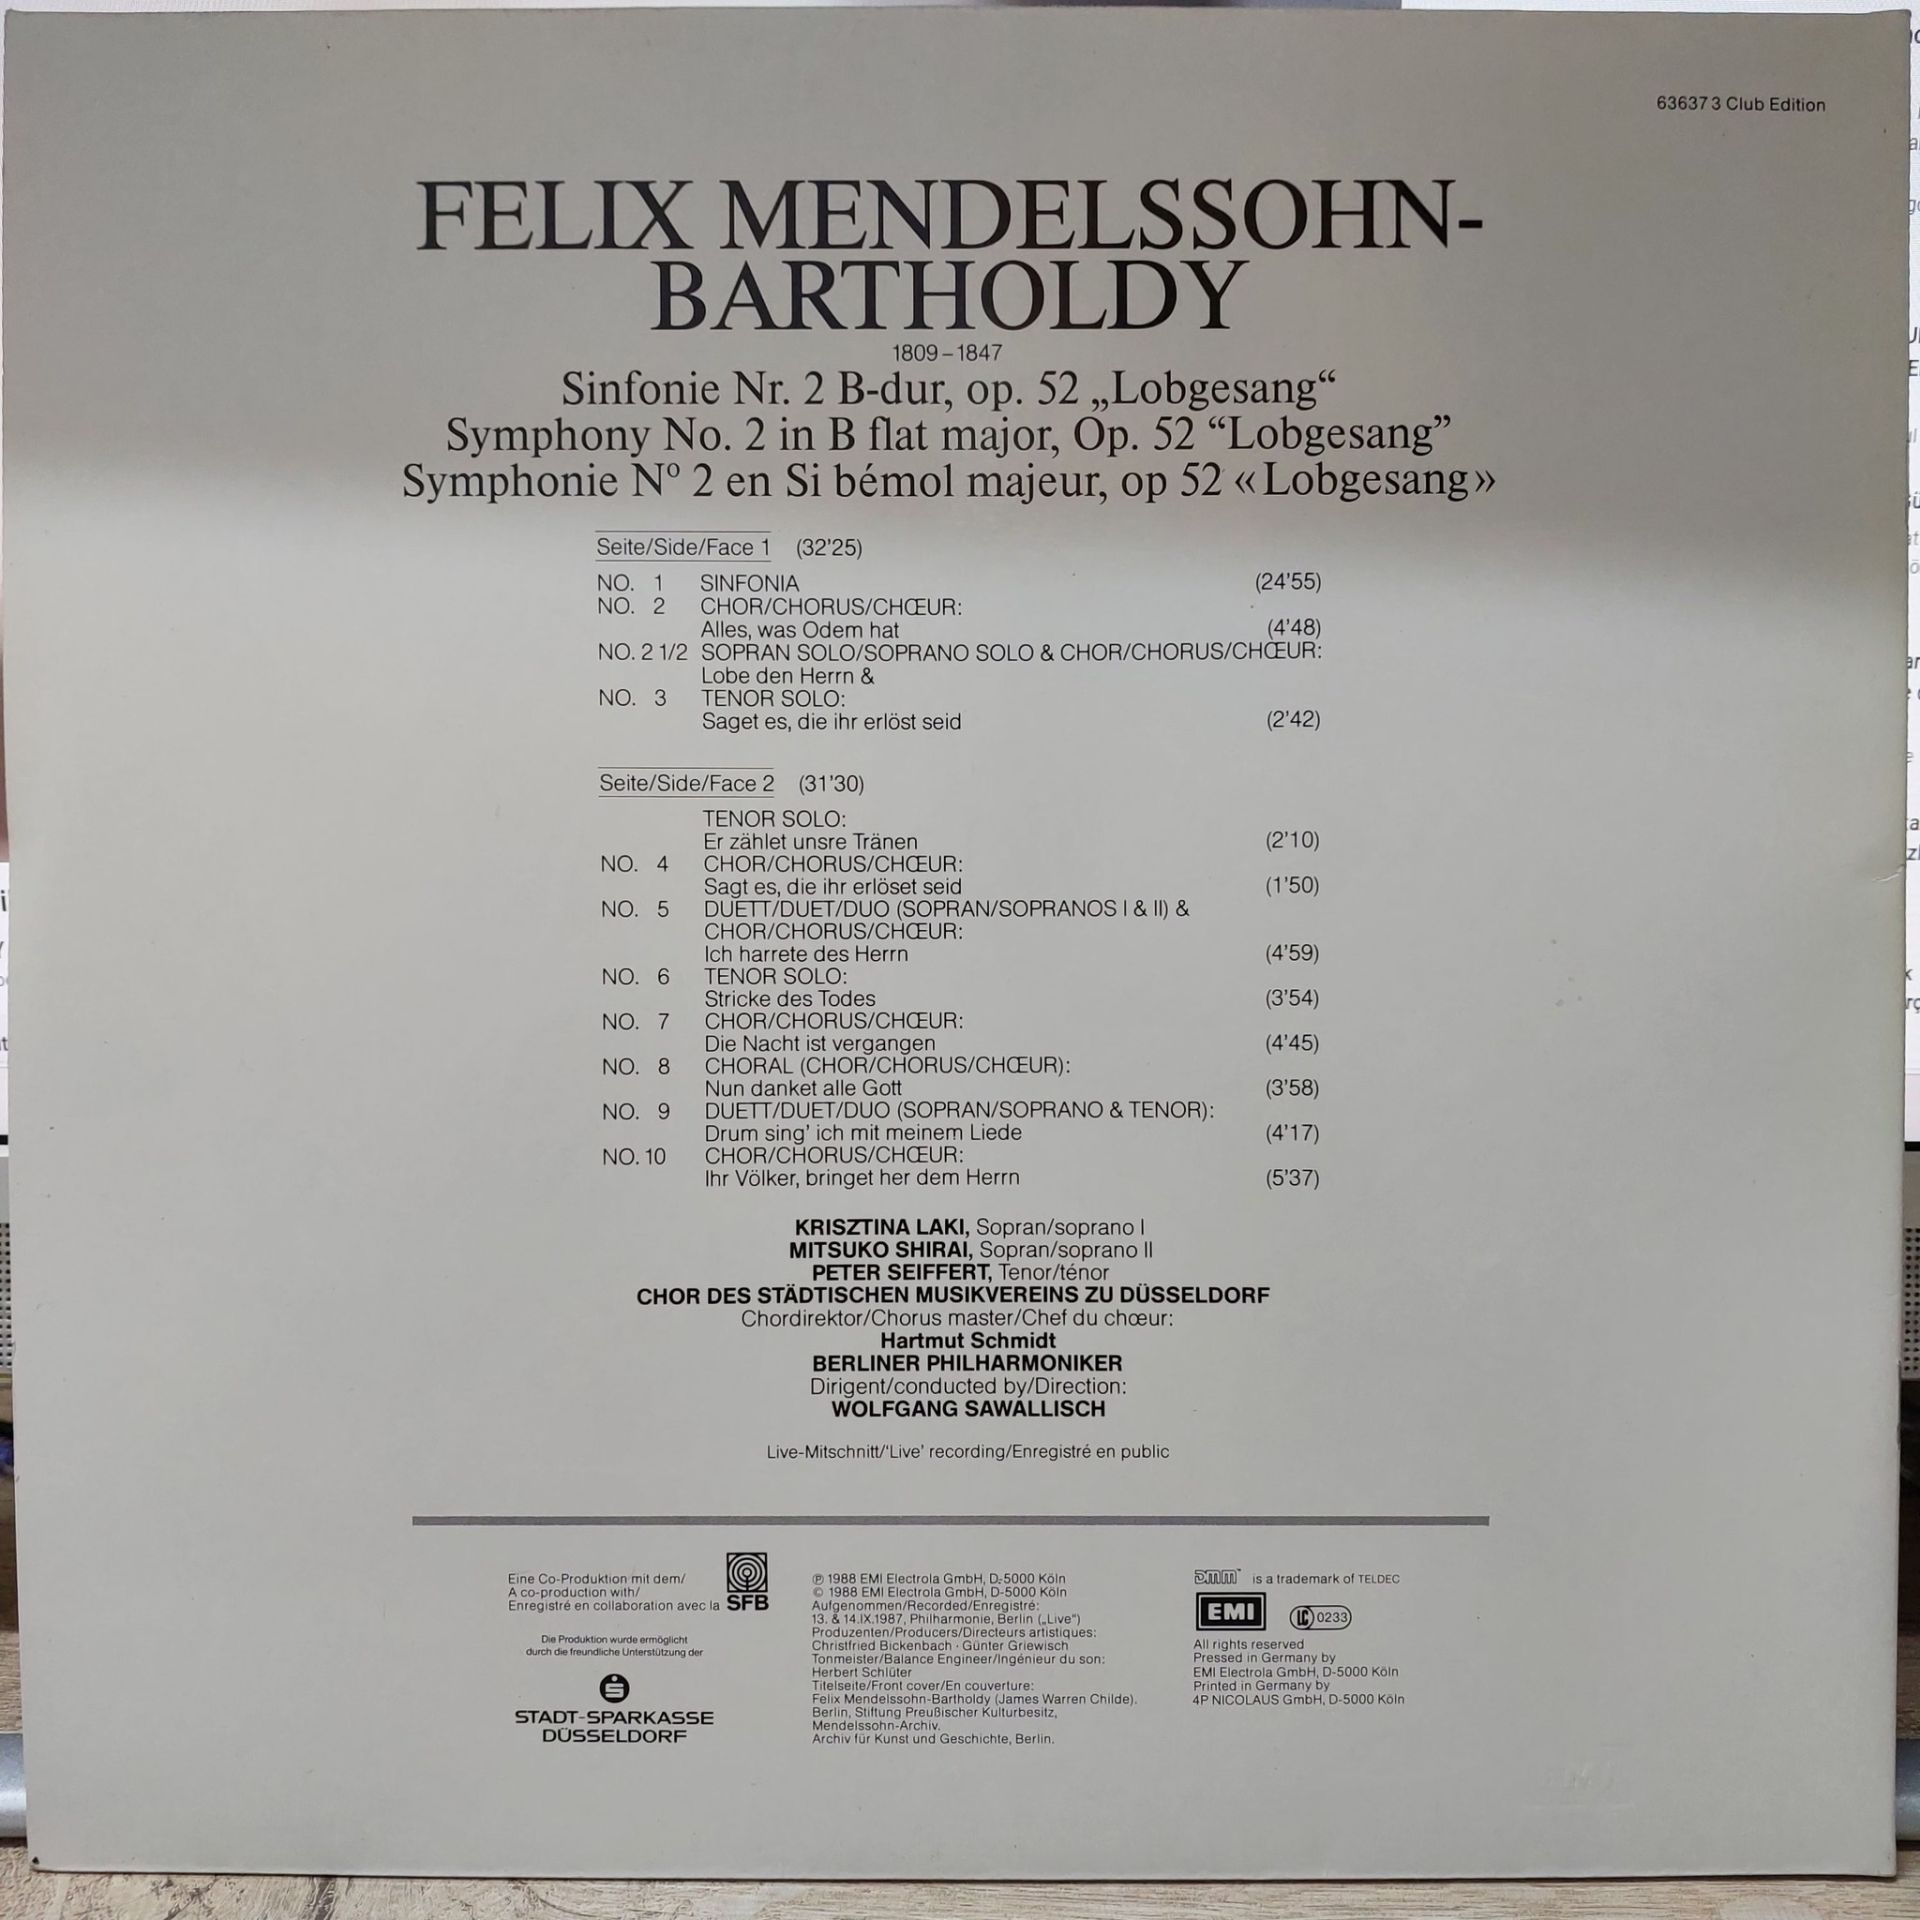 63637 3 Club Edition
FELIX MENDELSSOHN-
BARTHOLDY
1809 – 1847
Sinfonie Nr. 2 B-dur, op. 52 „Lobgesang“
Symphony No. 2 in B flat major, Op. 52 “Lobgesang”
Symphonie Nº 2 en Si bémol majeur, op 52 «Lobgesang»
Seite/Side/Face 1 (32'25)
NO. 1 SINFONIA (24'55)
NO. 2 CHOR/CHORUS/CHŒUR:
Alles, was Odem hat (4'48)
NO. 2 1/2 SOPRAN SOLO/SOPRANO SOLO & CHOR/CHORUS/CHŒUR:
Lobe den Herrn &
NO. 3 TENOR SOLO:
Saget es, die ihr erlöst seid (2'42)
Seite/Side/Face 2 (31'30)
TENOR SOLO:
Er zählet unsre Tränen (2'10)
NO. 4 CHOR/CHORUS/CHŒUR:
Sagt es, die ihr erlöset seid (1'50)
NO. 5 DUETT/DUET/DUO (SOPRAN/SOPRANOS I & II) &
CHOR/CHORUS/CHŒUR:
Ich harrete des Herrn (4'59)
NO. 6 TENOR SOLO:
Stricke des Todes (3'54)
NO. 7 CHOR/CHORUS/CHŒUR:
Die Nacht ist vergangen (4'45)
NO. 8 CHORAL (CHOR/CHORUS/CHŒUR):
Nun danket alle Gott (3'58)
NO. 9 DUETT/DUET/DUO (SOPRAN/SOPRANO & TENOR):
Drum sing' ich mit meinem Liede (4'17)
NO. 10 CHOR/CHORUS/CHŒUR:
Ihr Völker, bringet her dem Herrn (5'37)
KRISZTINA LAKI, Sopran/soprano I
MITSUKO SHIRAI, Sopran/soprano II
PETER SEIFFERT, Tenor/ténor
CHOR DES STÄDTISCHEN MUSIKVEREINS ZU DÜSSELDORF
Chordirektor/Chorus master/Chef du chœur:
Hartmut Schmidt
BERLINER PHILHARMONIKER
Dirigent/conducted by/Direction:
WOLFGANG SAWALLISCH
Live-Mitschnitt/'Live' recording/Enregistré en public
Eine Co-Produktion mit dem/
A co-production with/
Enregistré en collaboration avec la SFB
Die Produktion wurde ermöglicht
durch die freundliche Unterstützung der
STADT-SPARKASSE
DÜSSELDORF
℗ 1988 EMI Electrola GmbH, D-5000 Köln
© 1988 EMI Electrola GmbH, D-5000 Köln
Aufgenommen/Recorded/Enregistré:
13. & 14.IX.1987, Philharmonie, Berlin („Live“)
Produzenten/Producers/Directeurs artistiques:
Christfried Bickenbach · Günter Griewisch
Tonmeister/Balance Engineer/Ingénieur du son:
Herbert Schlüter
Titelseite/Front cover/En couverture:
Felix Mendelssohn-Bartholdy (James Warren Childe).
Berlin, Stiftung Preußischer Kulturbesitz,
Mendelssohn-Archiv.
Archiv für Kunst und Geschichte, Berlin.
DMM™ is a trademark of TELDEC
EMI LC 0233
All rights reserved
Pressed in Germany by
EMI Electrola GmbH, D-5000 Köln
Printed in Germany by
4P NICOLAUS GmbH, D-5000 Köln